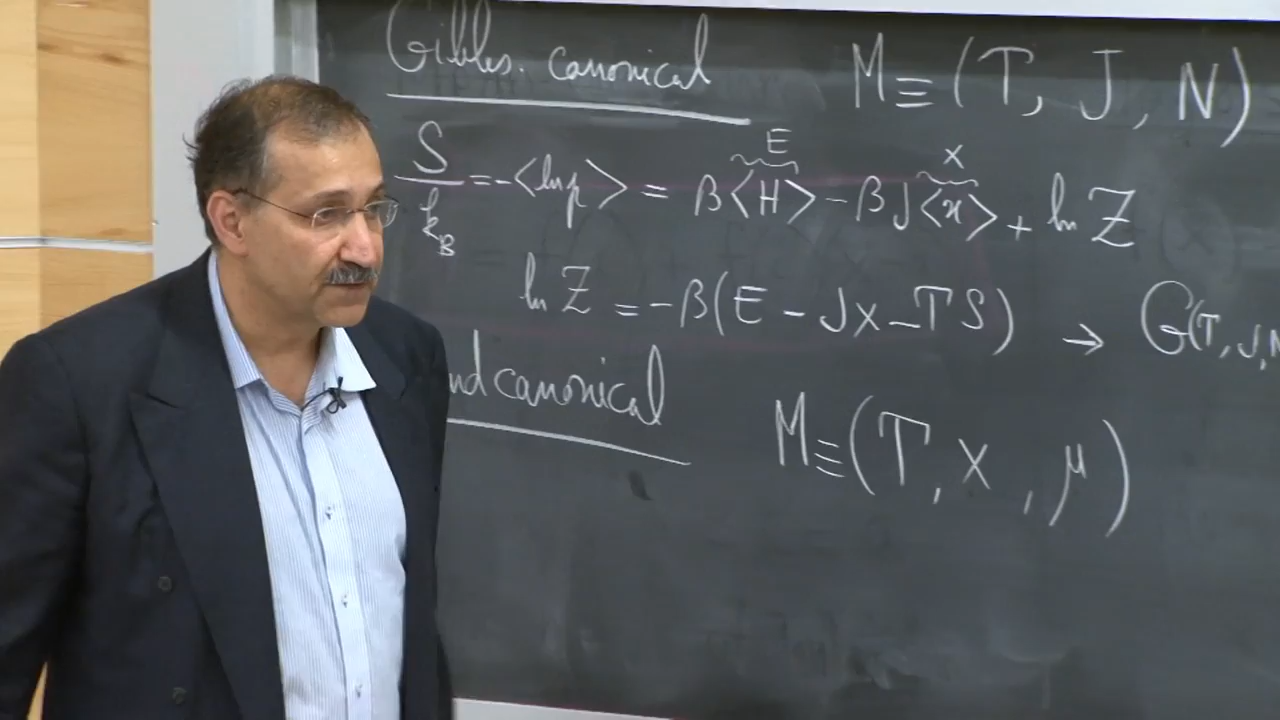 Gibbs. canonical M ≡ (T, J, N)
E x
S/k_B = -<ln p> = β<H> - βJ<x> + ln Z
ln Z = -β(E - Jx - TS) → G(T, J, N
nd canonical M ≡ (T, x, μ)